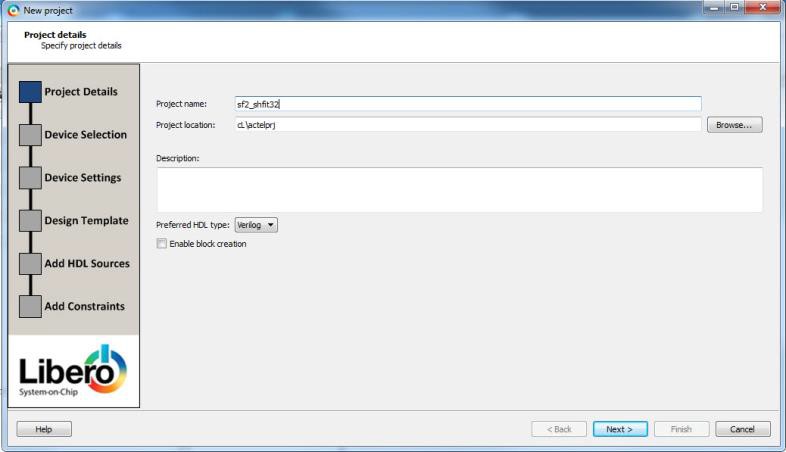 New project
Project details
Specify project details
Project Details
Device Selection
Device Settings
Design Template
Add HDL Sources
Add Constraints
Libero
System-on-Chip
Project name: sf2_shfit32
Project location: cL\actelprj Browse...
Description:
Preferred HDL type: Verilog
Enable block creation
Help < Back Next > Finish Cancel